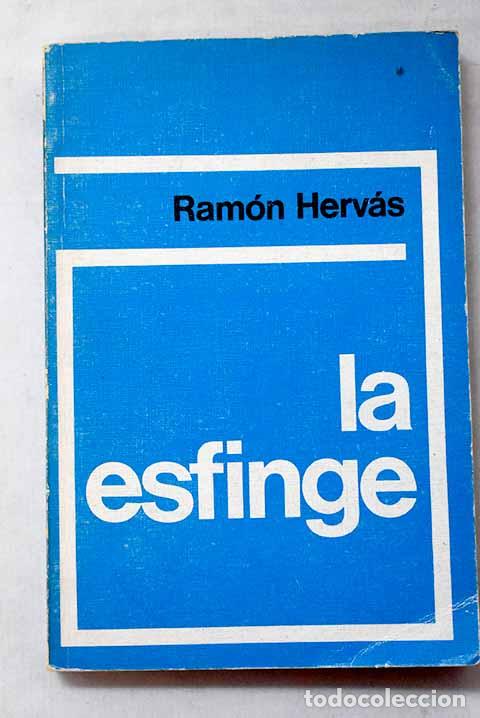 Ramón Hervás
la
esfinge
todocoleccion